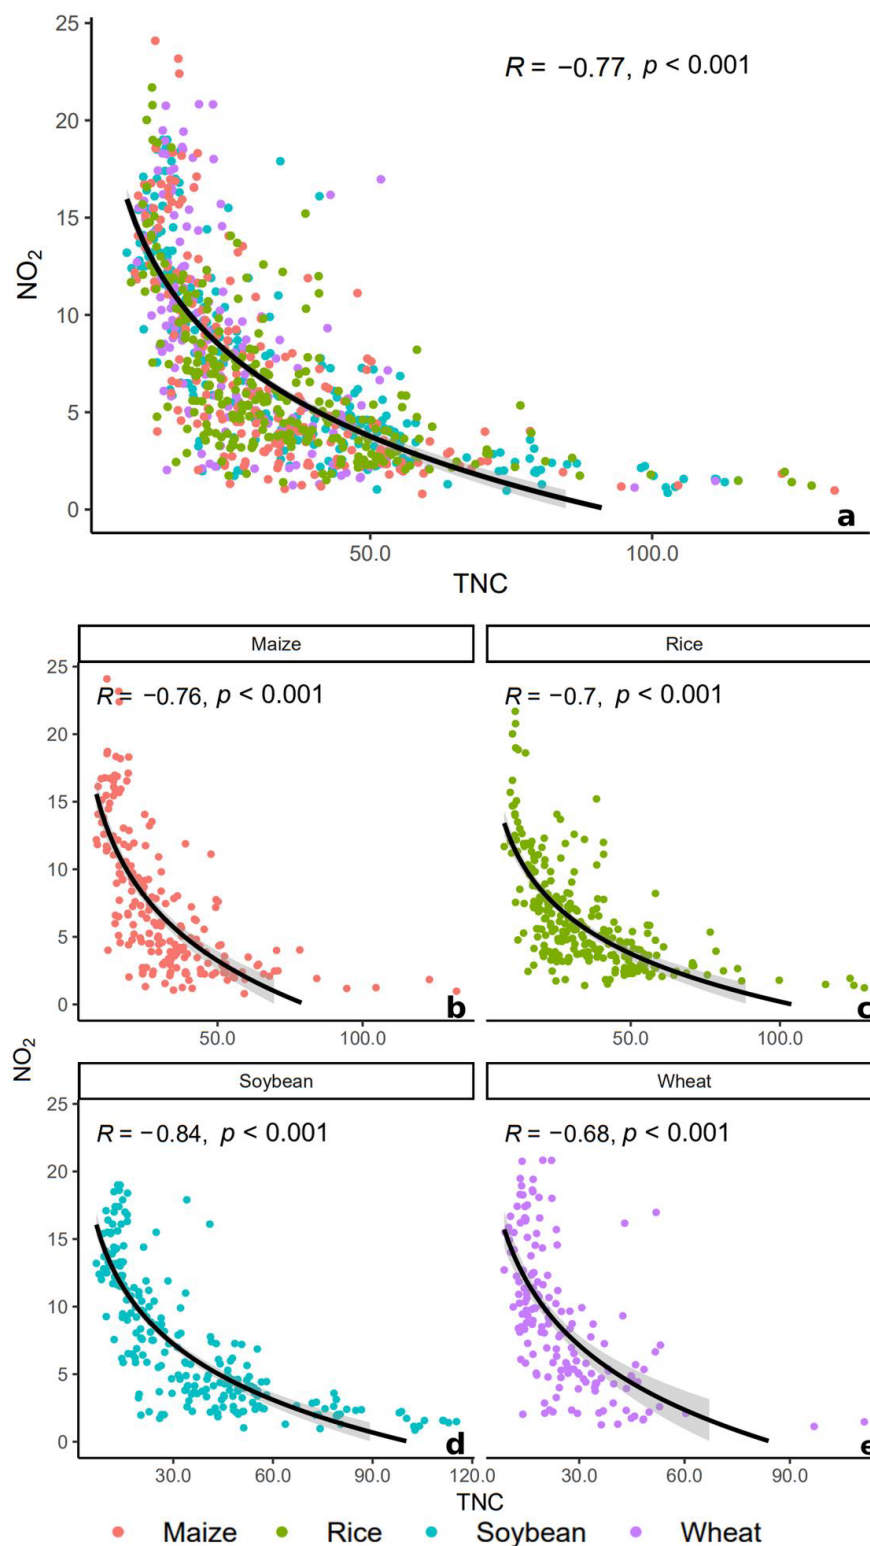 25
R = −0.77, p < 0.001
20
15
NO2
10
5
0
a
50.0 100.0
TNC
Maize Rice
25
R = −0.76, p < 0.001 R = −0.7, p < 0.001
20
15
10
5
0
b c
50.0 100.0 50.0 100.0
NO2
Soybean Wheat
25
R = −0.84, p < 0.001 R = −0.68, p < 0.001
20
15
10
5
0
d e
30.0 60.0 90.0 120.0 30.0 60.0 90.0
TNC
Maize Rice Soybean Wheat